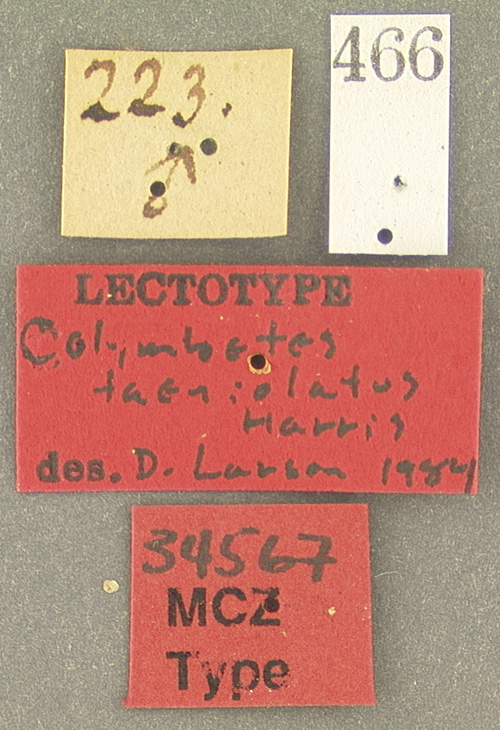 223.
♂
466
LECTOTYPE
Colymbetes
taeniolatus
Harris
des. D. Larson 1984
34567
MCZ
Type